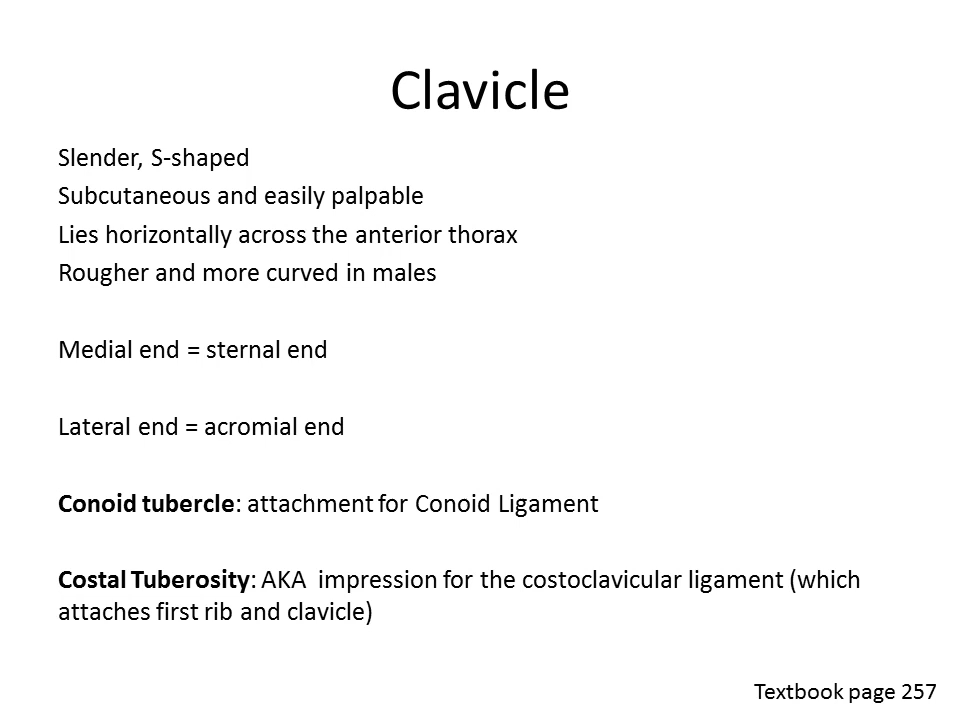 Clavicle
Slender, S-shaped
Subcutaneous and easily palpable
Lies horizontally across the anterior thorax
Rougher and more curved in males
Medial end = sternal end
Lateral end = acromial end
Conoid tubercle: attachment for Conoid Ligament
Costal Tuberosity: AKA  impression for the costoclavicular ligament (which
attaches first rib and clavicle)
Textbook page 257